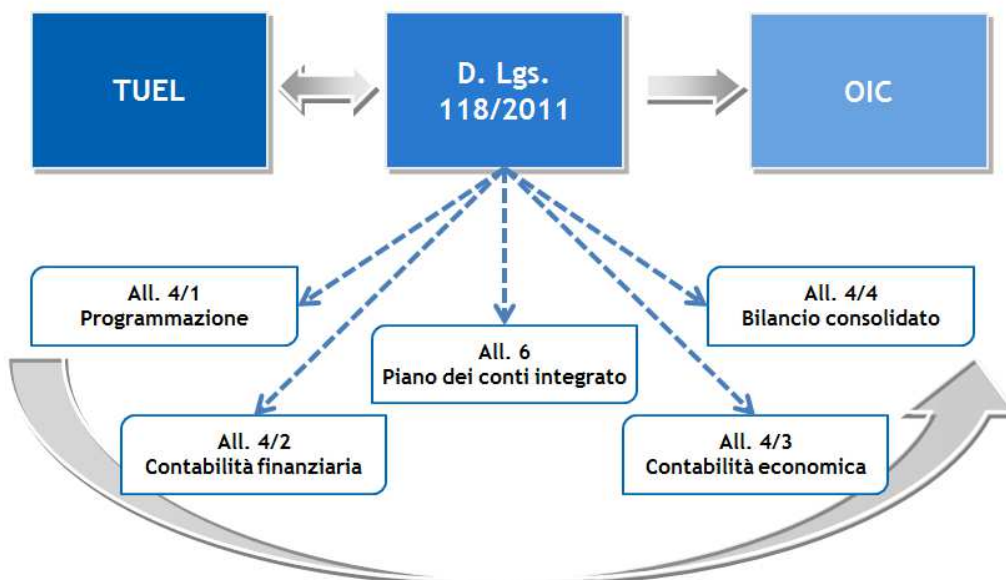 TUEL
D. Lgs.
118/2011
OIC
All. 4/1
Programmazione
All. 4/4
Bilancio consolidato
All. 6
Piano dei conti integrato
All. 4/2
Contabilità finanziaria
All. 4/3
Contabilità economica